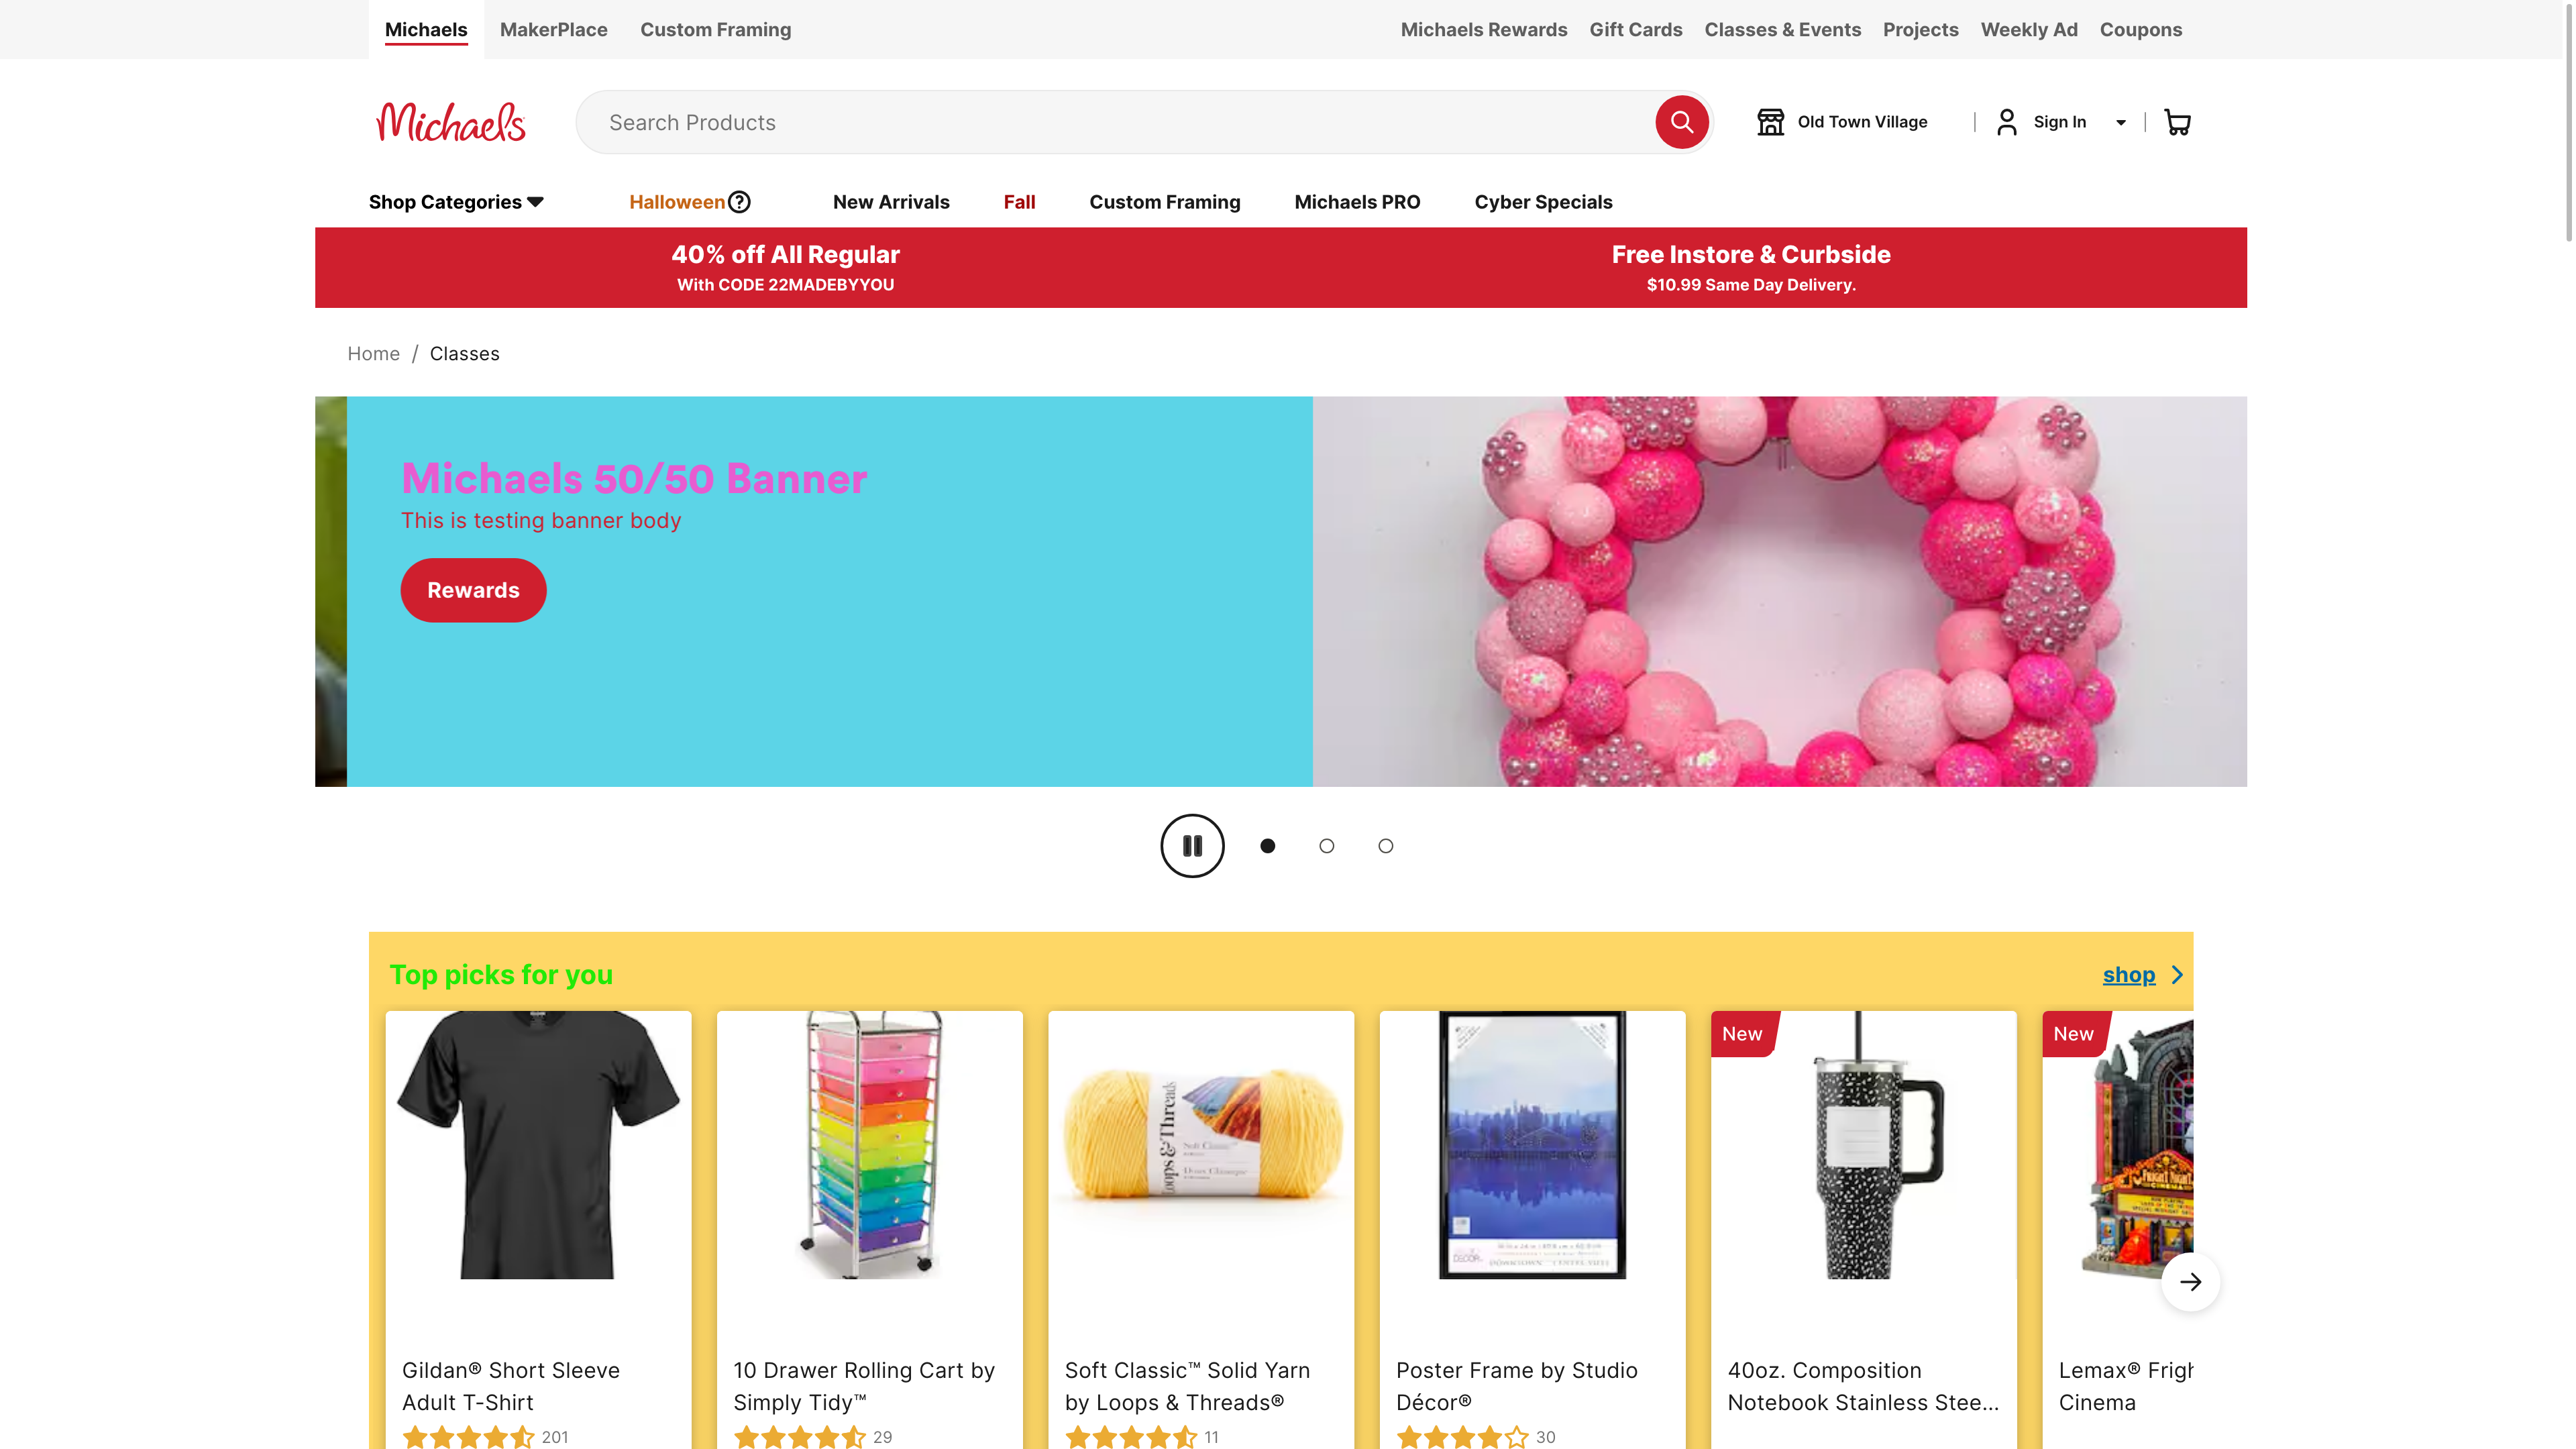 Michaels MakerPlace Custom Framing Michaels Rewards Gift Cards Classes & Events Projects Weekly Ad Coupons
Michaels Search Products Old Town Village Sign In
Shop Categories Halloween New Arrivals Fall Custom Framing Michaels PRO Cyber Specials
40% off All Regular
With CODE 22MADEBYYOU
Free Instore & Curbside
$10.99 Same Day Delivery.
Home / Classes
Michaels 50/50 Banner
This is testing banner body
Rewards
Top picks for you
shop
Loops & Threads
New
New
Gildan® Short Sleeve
Adult T-Shirt
201
10 Drawer Rolling Cart by
Simply Tidy™
29
Soft Classic™ Solid Yarn
by Loops & Threads®
11
Poster Frame by Studio
Décor®
30
40oz. Composition
Notebook Stainless Stee...
Lemax® Frigh
Cinema